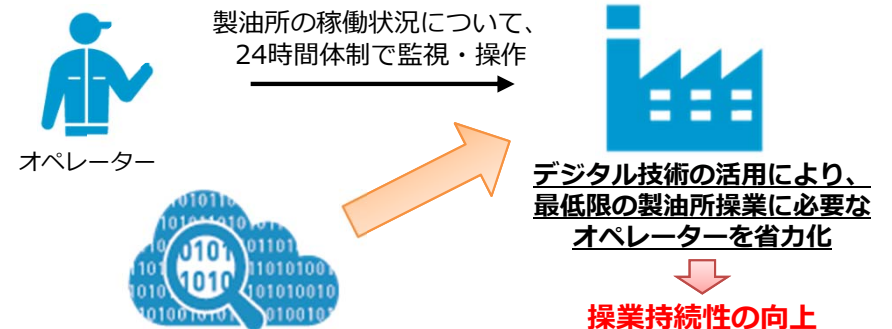 製油所の稼働状況について、
24時間体制で監視・操作
オペレーター
デジタル技術の活用により、
最低限の製油所操業に必要な
オペレーターを省力化
操業持続性の向上
0101
1010